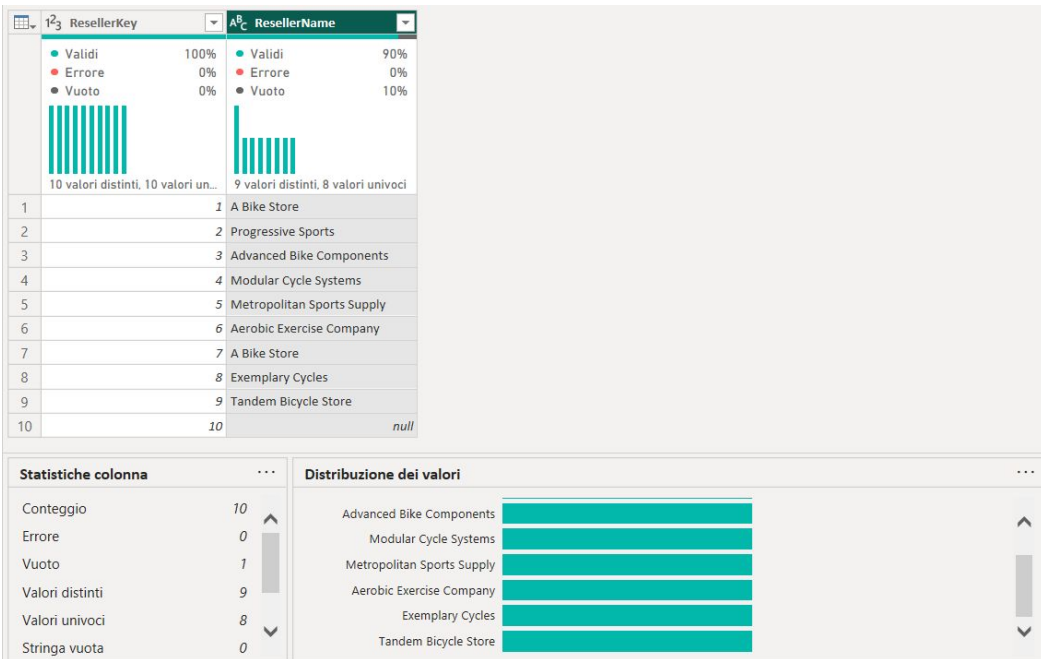 1²3 ResellerKey ABC ResellerName
Validi 100% Validi 90%
Errore 0% Errore 0%
Vuoto 0% Vuoto 10%
10 valori distinti, 10 valori un... 9 valori distinti, 8 valori univoci
1 1 A Bike Store
2 2 Progressive Sports
3 3 Advanced Bike Components
4 4 Modular Cycle Systems
5 5 Metropolitan Sports Supply
6 6 Aerobic Exercise Company
7 7 A Bike Store
8 8 Exemplary Cycles
9 9 Tandem Bicycle Store
10 10 null
Statistiche colonna ...
Conteggio 10
Errore 0
Vuoto 1
Valori distinti 9
Valori univoci 8
Stringa vuota 0
Distribuzione dei valori ...
Advanced Bike Components
Modular Cycle Systems
Metropolitan Sports Supply
Aerobic Exercise Company
Exemplary Cycles
Tandem Bicycle Store